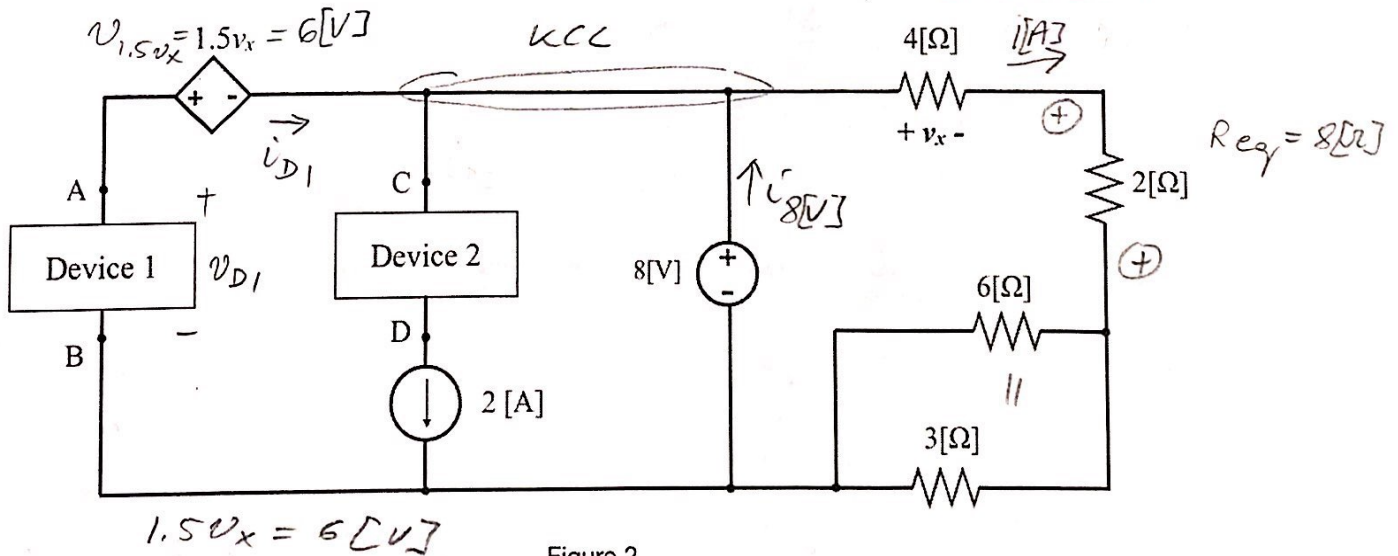 v1.5vx = 1.5vx = 6[V]
KCL
4[Ω]
1[A]
+ -
iD1
+ vx -
+
Req = 8[Ω]
A
+
C
i8[V]
2[Ω]
Device 1
vD1
Device 2
8[V]
+
-
+
6[Ω]
B
-
D
2 [A]
||
3[Ω]
1.5vx = 6[V]
Figure 2